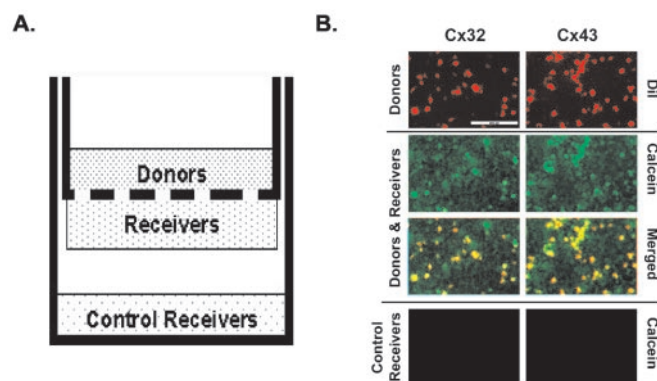 A.
Donors
Receivers
Control Receivers
B.
Cx32
Cx43
Donors
DiI
Donors & Receivers
Calcein
Merged
Control
Receivers
Calcein